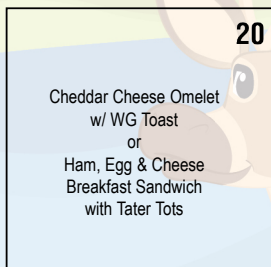 20
Cheddar Cheese Omelet
w/ WG Toast
or
Ham, Egg & Cheese
Breakfast Sandwich
with Tater Tots